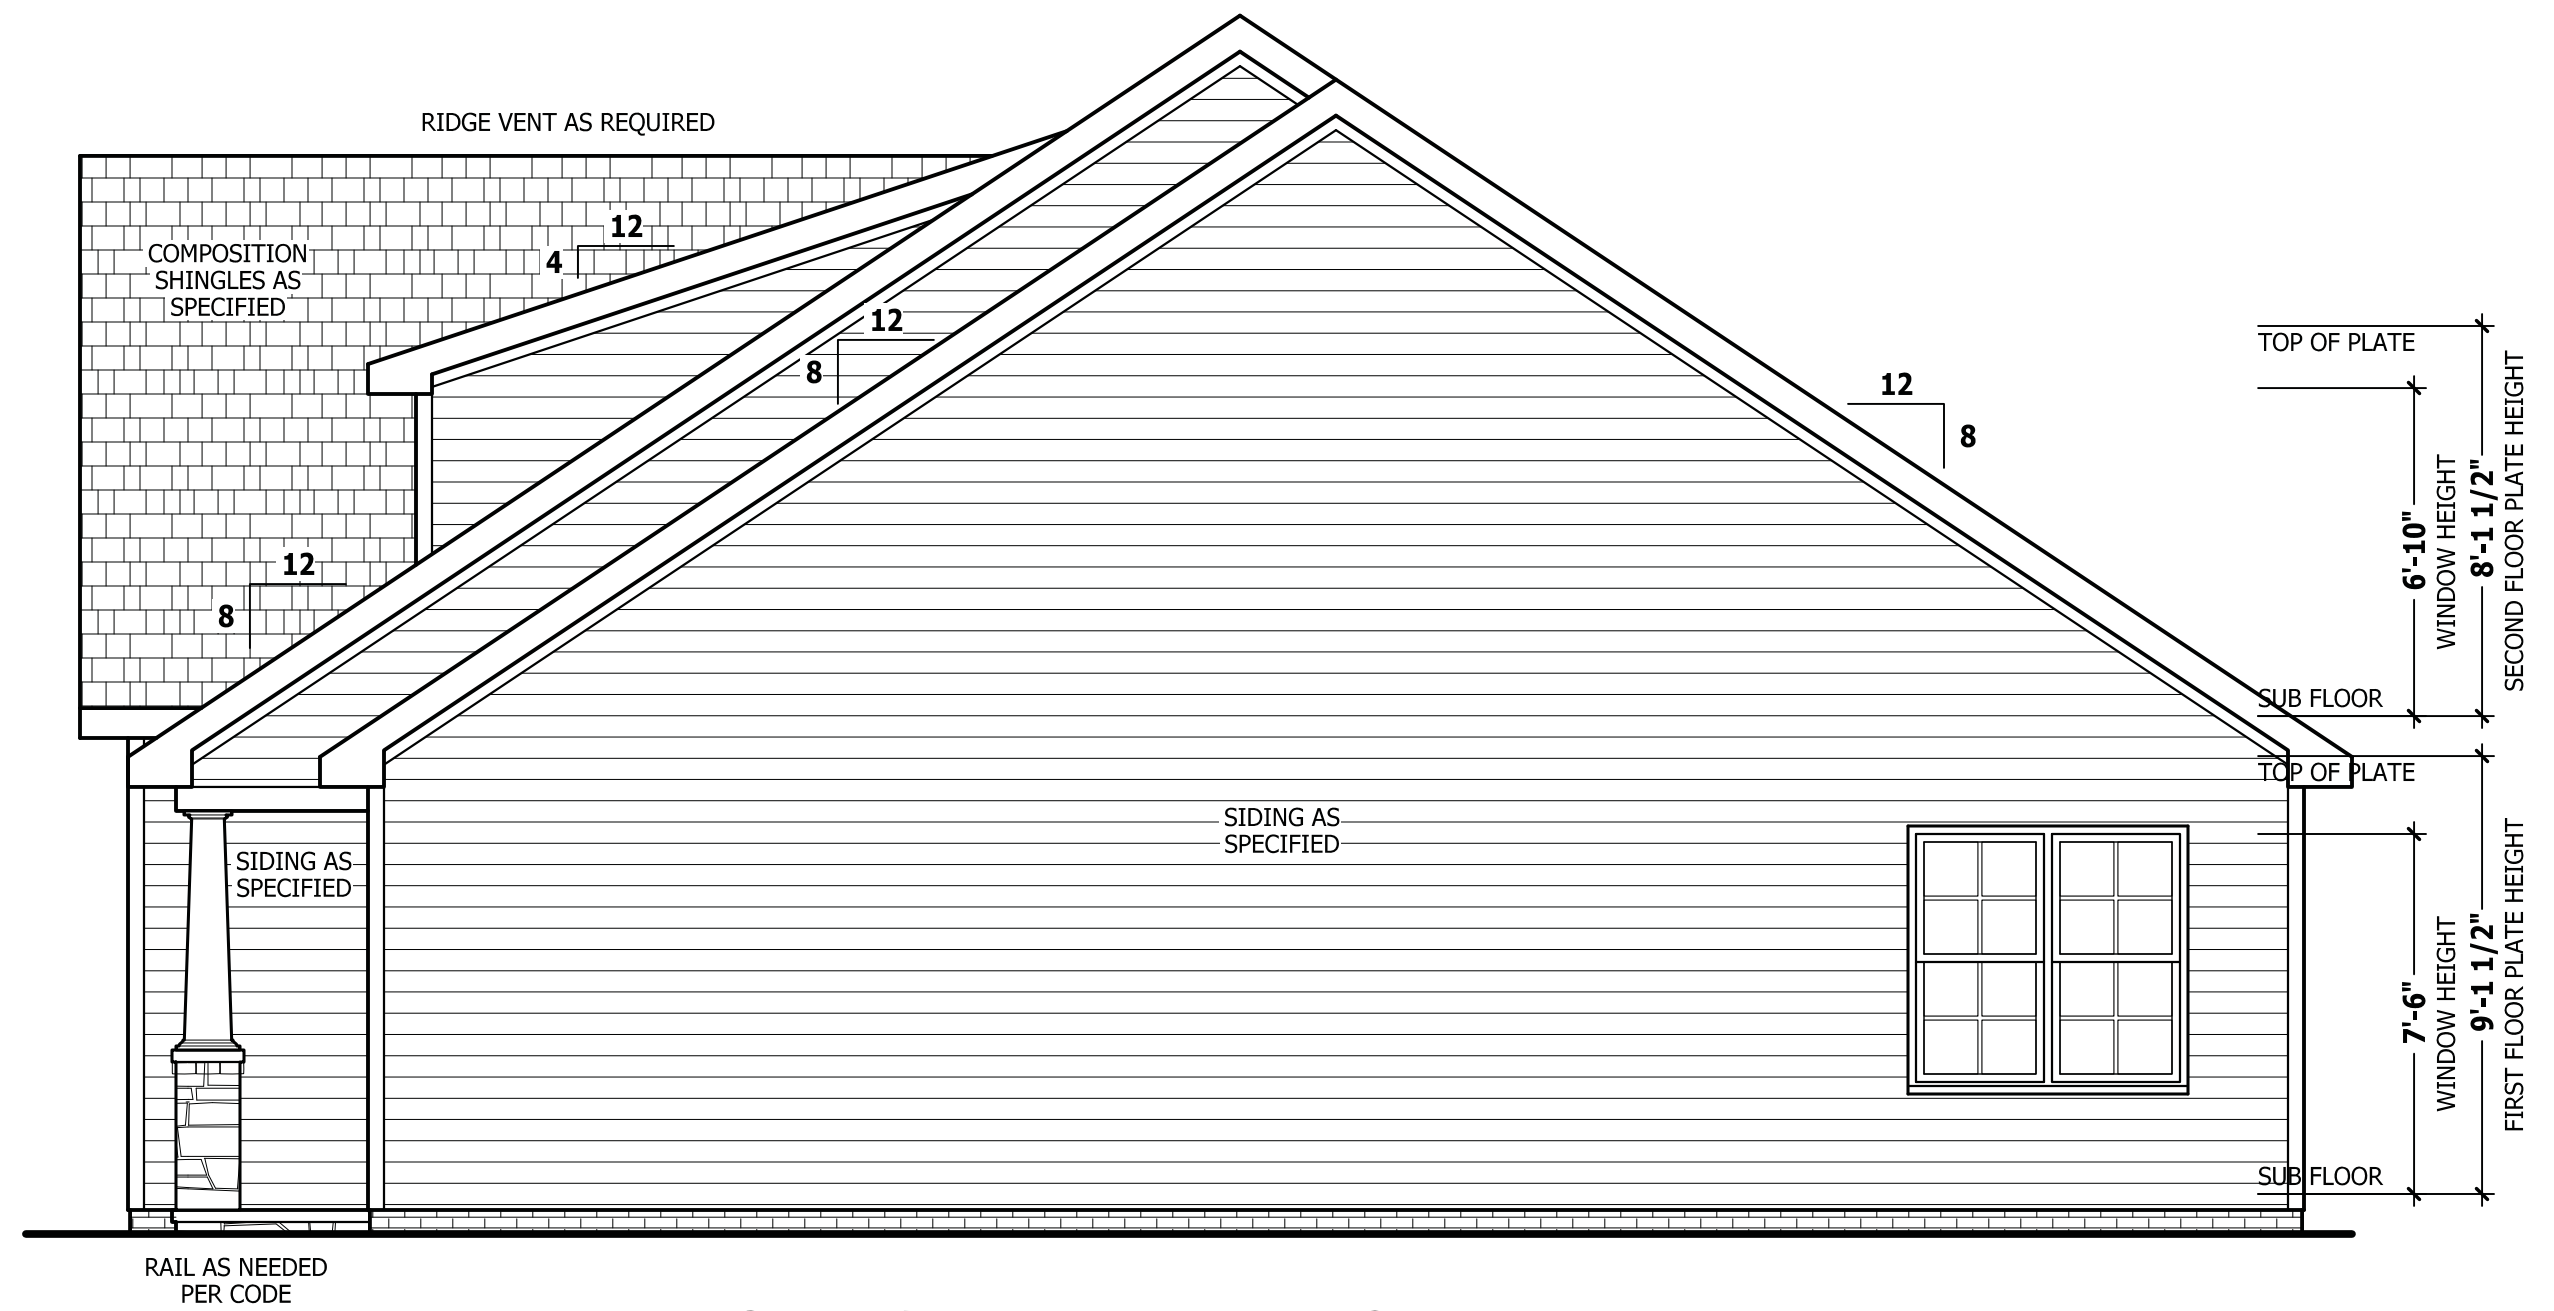 RIDGE VENT AS REQUIRED
COMPOSITION
SHINGLES AS
SPECIFIED
12
4
12
8
12
8
12
8
TOP OF PLATE
6'-10"
WINDOW HEIGHT
8'-1 1/2"
SECOND FLOOR PLATE HEIGHT
SUB FLOOR
TOP OF PLATE
SIDING AS
SPECIFIED
SIDING AS
SPECIFIED
7'-6"
WINDOW HEIGHT
9'-1 1/2"
FIRST FLOOR PLATE HEIGHT
SUB FLOOR
RAIL AS NEEDED
PER CODE